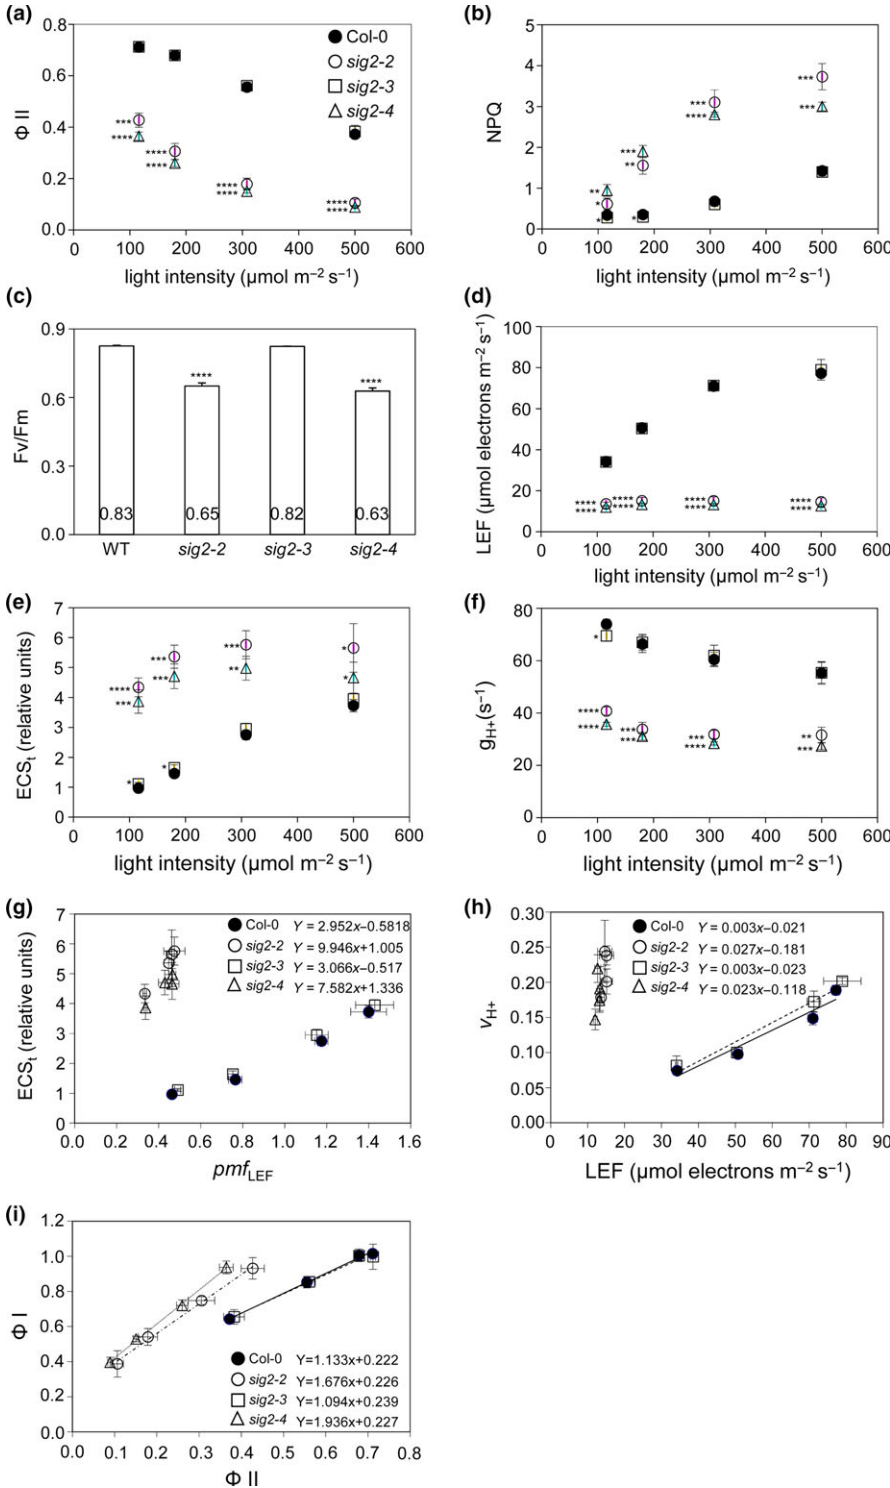 (a)
0.8
0.6
0.4
0.2
0.0
Φ II
Col-0
sig2-2
sig2-3
sig2-4
***
****
****
****
****
****
****
****
0 100 200 300 400 500 600
light intensity (µmol m⁻² s⁻¹)
(b)
5
4
3
2
1
0
NPQ
**
*
*
***
**
*
***
****
***
***
0 100 200 300 400 500 600
light intensity (µmol m⁻² s⁻¹)
(c)
0.9
0.6
0.3
0.0
Fv/Fm
****
****
0.83 0.65 0.82 0.63
WT sig2-2 sig2-3 sig2-4
(d)
100
80
60
40
20
0
LEF (µmol electrons m⁻² s⁻¹)
****
****
****
****
****
****
****
****
0 100 200 300 400 500 600
light intensity (µmol m⁻² s⁻¹)
(e)
7
6
5
4
3
2
1
0
ECSt (relative units)
****
***
*
***
***
*
***
**
*
*
0 100 200 300 400 500 600
light intensity (µmol m⁻² s⁻¹)
(f)
80
60
40
20
0
gH+(s⁻¹)
*
****
****
***
***
***
****
**
***
0 100 200 300 400 500 600
light intensity (µmol m⁻² s⁻¹)
(g)
7
6
5
4
3
2
1
0
ECSt (relative units)
Col-0 Y = 2.952x–0.5818
sig2-2 Y = 9.946x+1.005
sig2-3 Y = 3.066x–0.517
sig2-4 Y = 7.582x+1.336
0.0 0.2 0.4 0.6 0.8 1.0 1.2 1.4 1.6
pmfLEF
(h)
0.30
0.25
0.20
0.15
0.10
0.05
0.00
vH+
Col-0 Y = 0.003x–0.021
sig2-2 Y = 0.027x–0.181
sig2-3 Y = 0.003x–0.023
sig2-4 Y = 0.023x–0.118
0 10 20 30 40 50 60 70 80 90
LEF (µmol electrons m⁻² s⁻¹)
(i)
1.2
1.0
0.8
0.6
0.4
0.2
0.0
Φ I
Col-0 Y=1.133x+0.222
sig2-2 Y=1.676x+0.226
sig2-3 Y=1.094x+0.239
sig2-4 Y=1.936x+0.227
0.0 0.1 0.2 0.3 0.4 0.5 0.6 0.7 0.8
Φ II